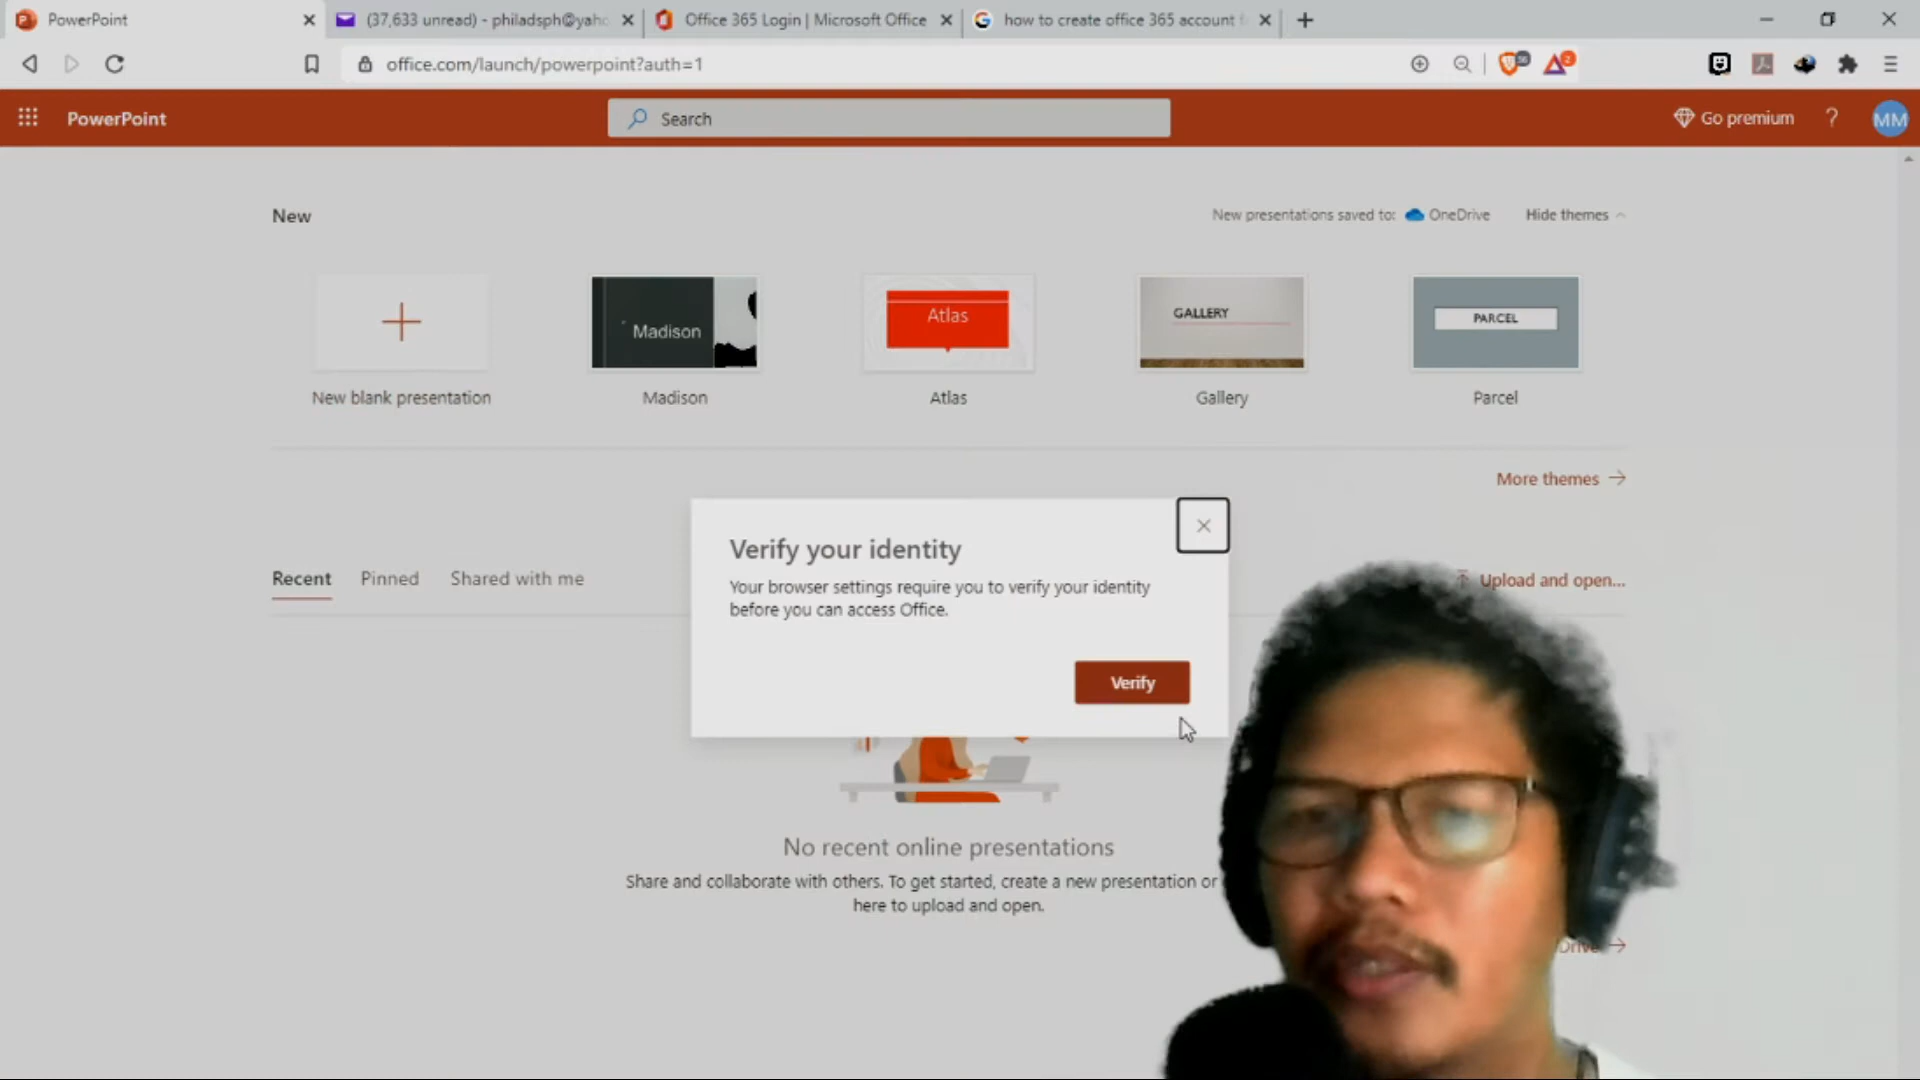 PowerPoint
(37,633 unread) - philadsph@yaho
Office 365 Login | Microsoft Office
how to create office 365 account f
office.com/launch/powerpoint?auth=1
PowerPoint
Search
Go premium
?
MM
New
New presentations saved to: OneDrive
Hide themes
Madison
Atlas
GALLERY
PARCEL
New blank presentation
Madison
Atlas
Gallery
Parcel
More themes
Verify your identity
Your browser settings require you to verify your identity
before you can access Office.
Verify
Recent
Pinned
Shared with me
Upload and open...
No recent online presentations
Share and collaborate with others. To get started, create a new presentation or
here to upload and open.
Drive